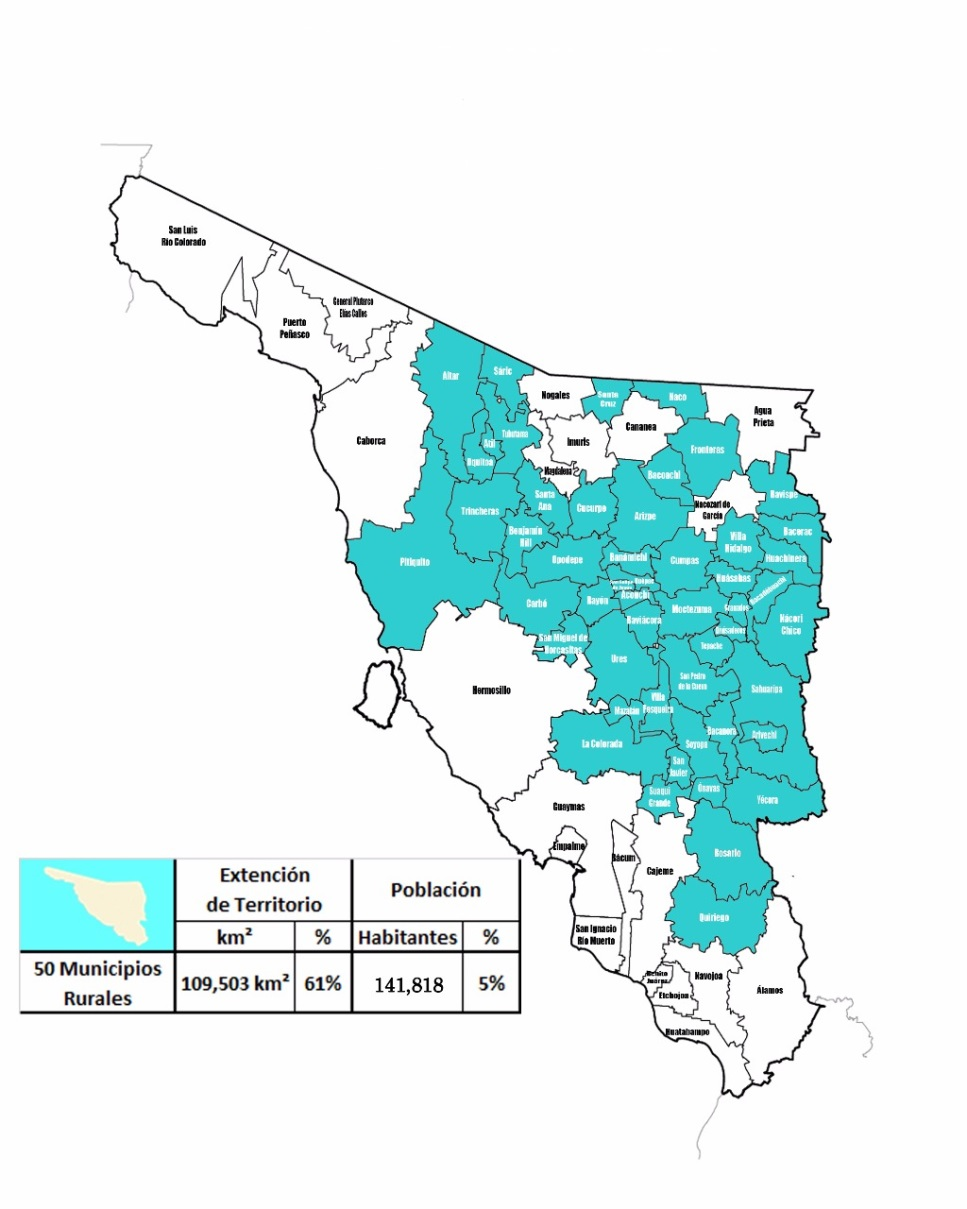 San Luis
Río Colorado
General Plutarco
Elías Calles
Puerto
Peñasco
Altar
Sáric
Nogales
Santa
Cruz
Naco
Agua
Prieta
Caborca
Tubutama
Atil
Oquitoa
Imuris
Cananea
Magdalena
Fronteras
Bacoachi
Nacozari de
García
Bavispe
Trincheras
Santa
Ana
Cucurpe
Arizpe
Benjamín
Hill
Villa
Hidalgo
Bacerac
Huachinera
Pitiquito
Opodepe
Banámichi
Cumpas
Huásabas
Bacadéhuachi
Carbó
Rayón
Aconchi
Baviácora
Moctezuma
Nácori
Chico
San Miguel de
Horcasitas
Ures
Tepache
San Pedro
de la Cueva
Sahuaripa
Hermosillo
Mazatán
Villa
Pesqueira
Bacanora
Arivechi
La Colorada
Soyopa
San
Javier
Suaqui
Grande
Onavas
Yécora
Guaymas
Empalme
Bácum
Cajeme
Rosario
Quiriego
San Ignacio
Río Muerto
Benito
Juárez
Navojoa
Etchojoa
Álamos
Huatabampo
Extención
de Territorio
Población
km²
%
Habitantes
%
50 Municipios
Rurales
109,503 km²
61%
141,818
5%